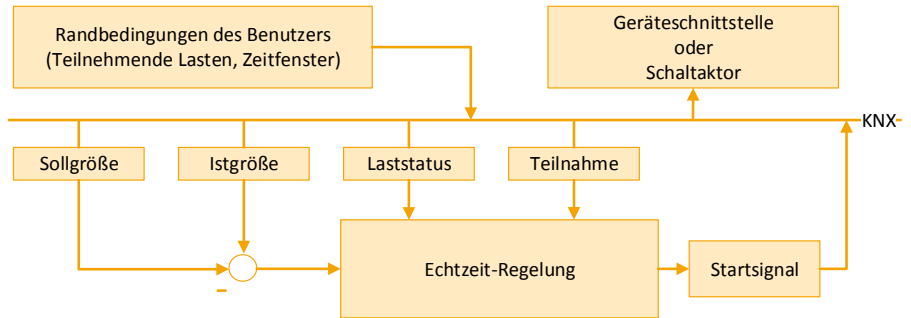 Randbedingungen des Benutzers
(Teilnehmende Lasten, Zeitfenster)
Geräteschnittstelle
oder
Schaltaktor
KNX
Sollgröße
Istgröße
Laststatus
Teilnahme
Echtzeit-Regelung
Startsignal
–